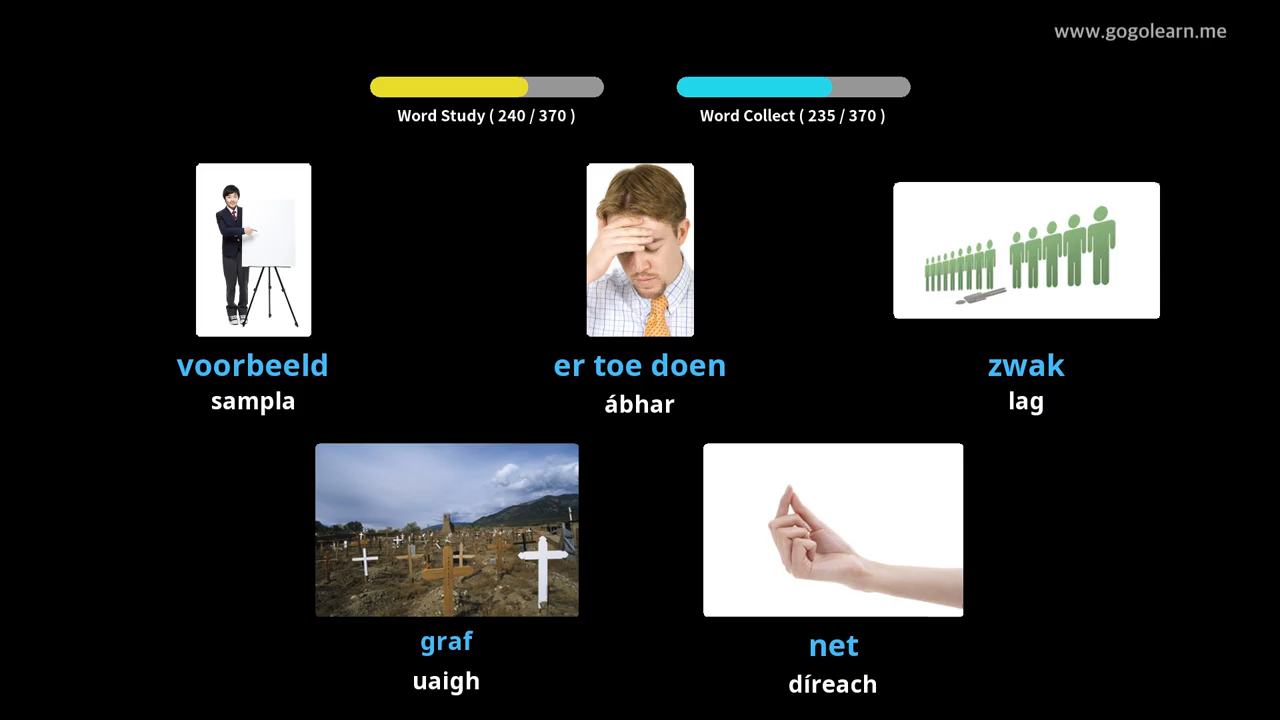 www.gogolearn.me
Word Study ( 240 / 370 )
Word Collect ( 235 / 370 )
voorbeeld
sampla
er toe doen
ábhar
zwak
lag
graf
uaigh
net
díreach